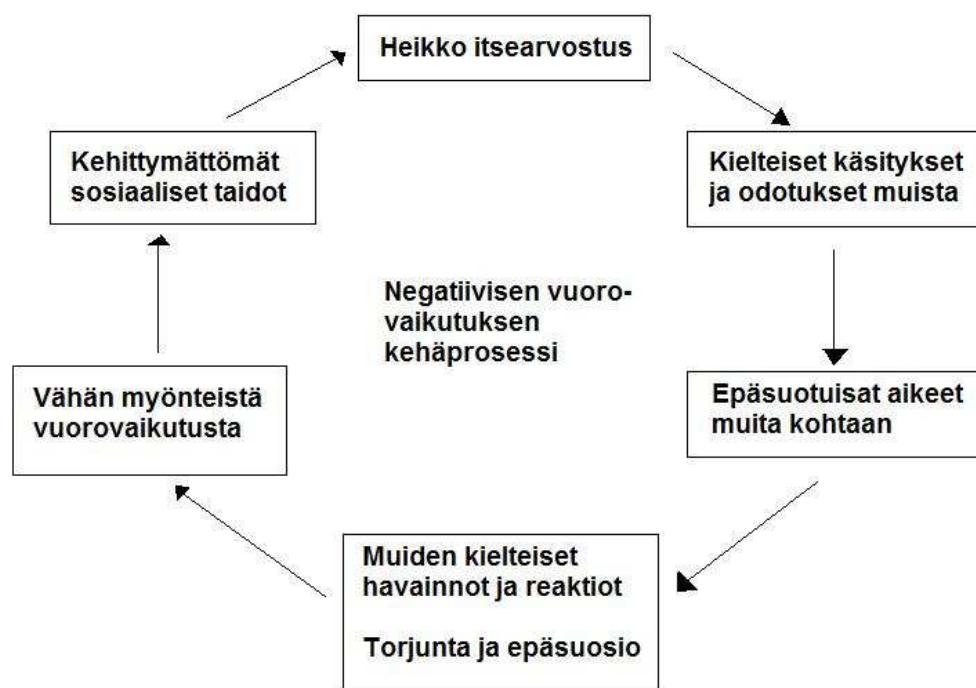 Heikko itsearvostus
Kielteiset käsitykset
ja odotukset muista
Epäsuotuisat aikeet
muita kohtaan
Muiden kielteiset
havainnot ja reaktiot
Torjunta ja epäsuosio
Vähän myönteistä
vuorovaikutusta
Kehittymättömät
sosiaaliset taidot
Negatiivisen vuoro-
vaikutuksen
kehäprosessi